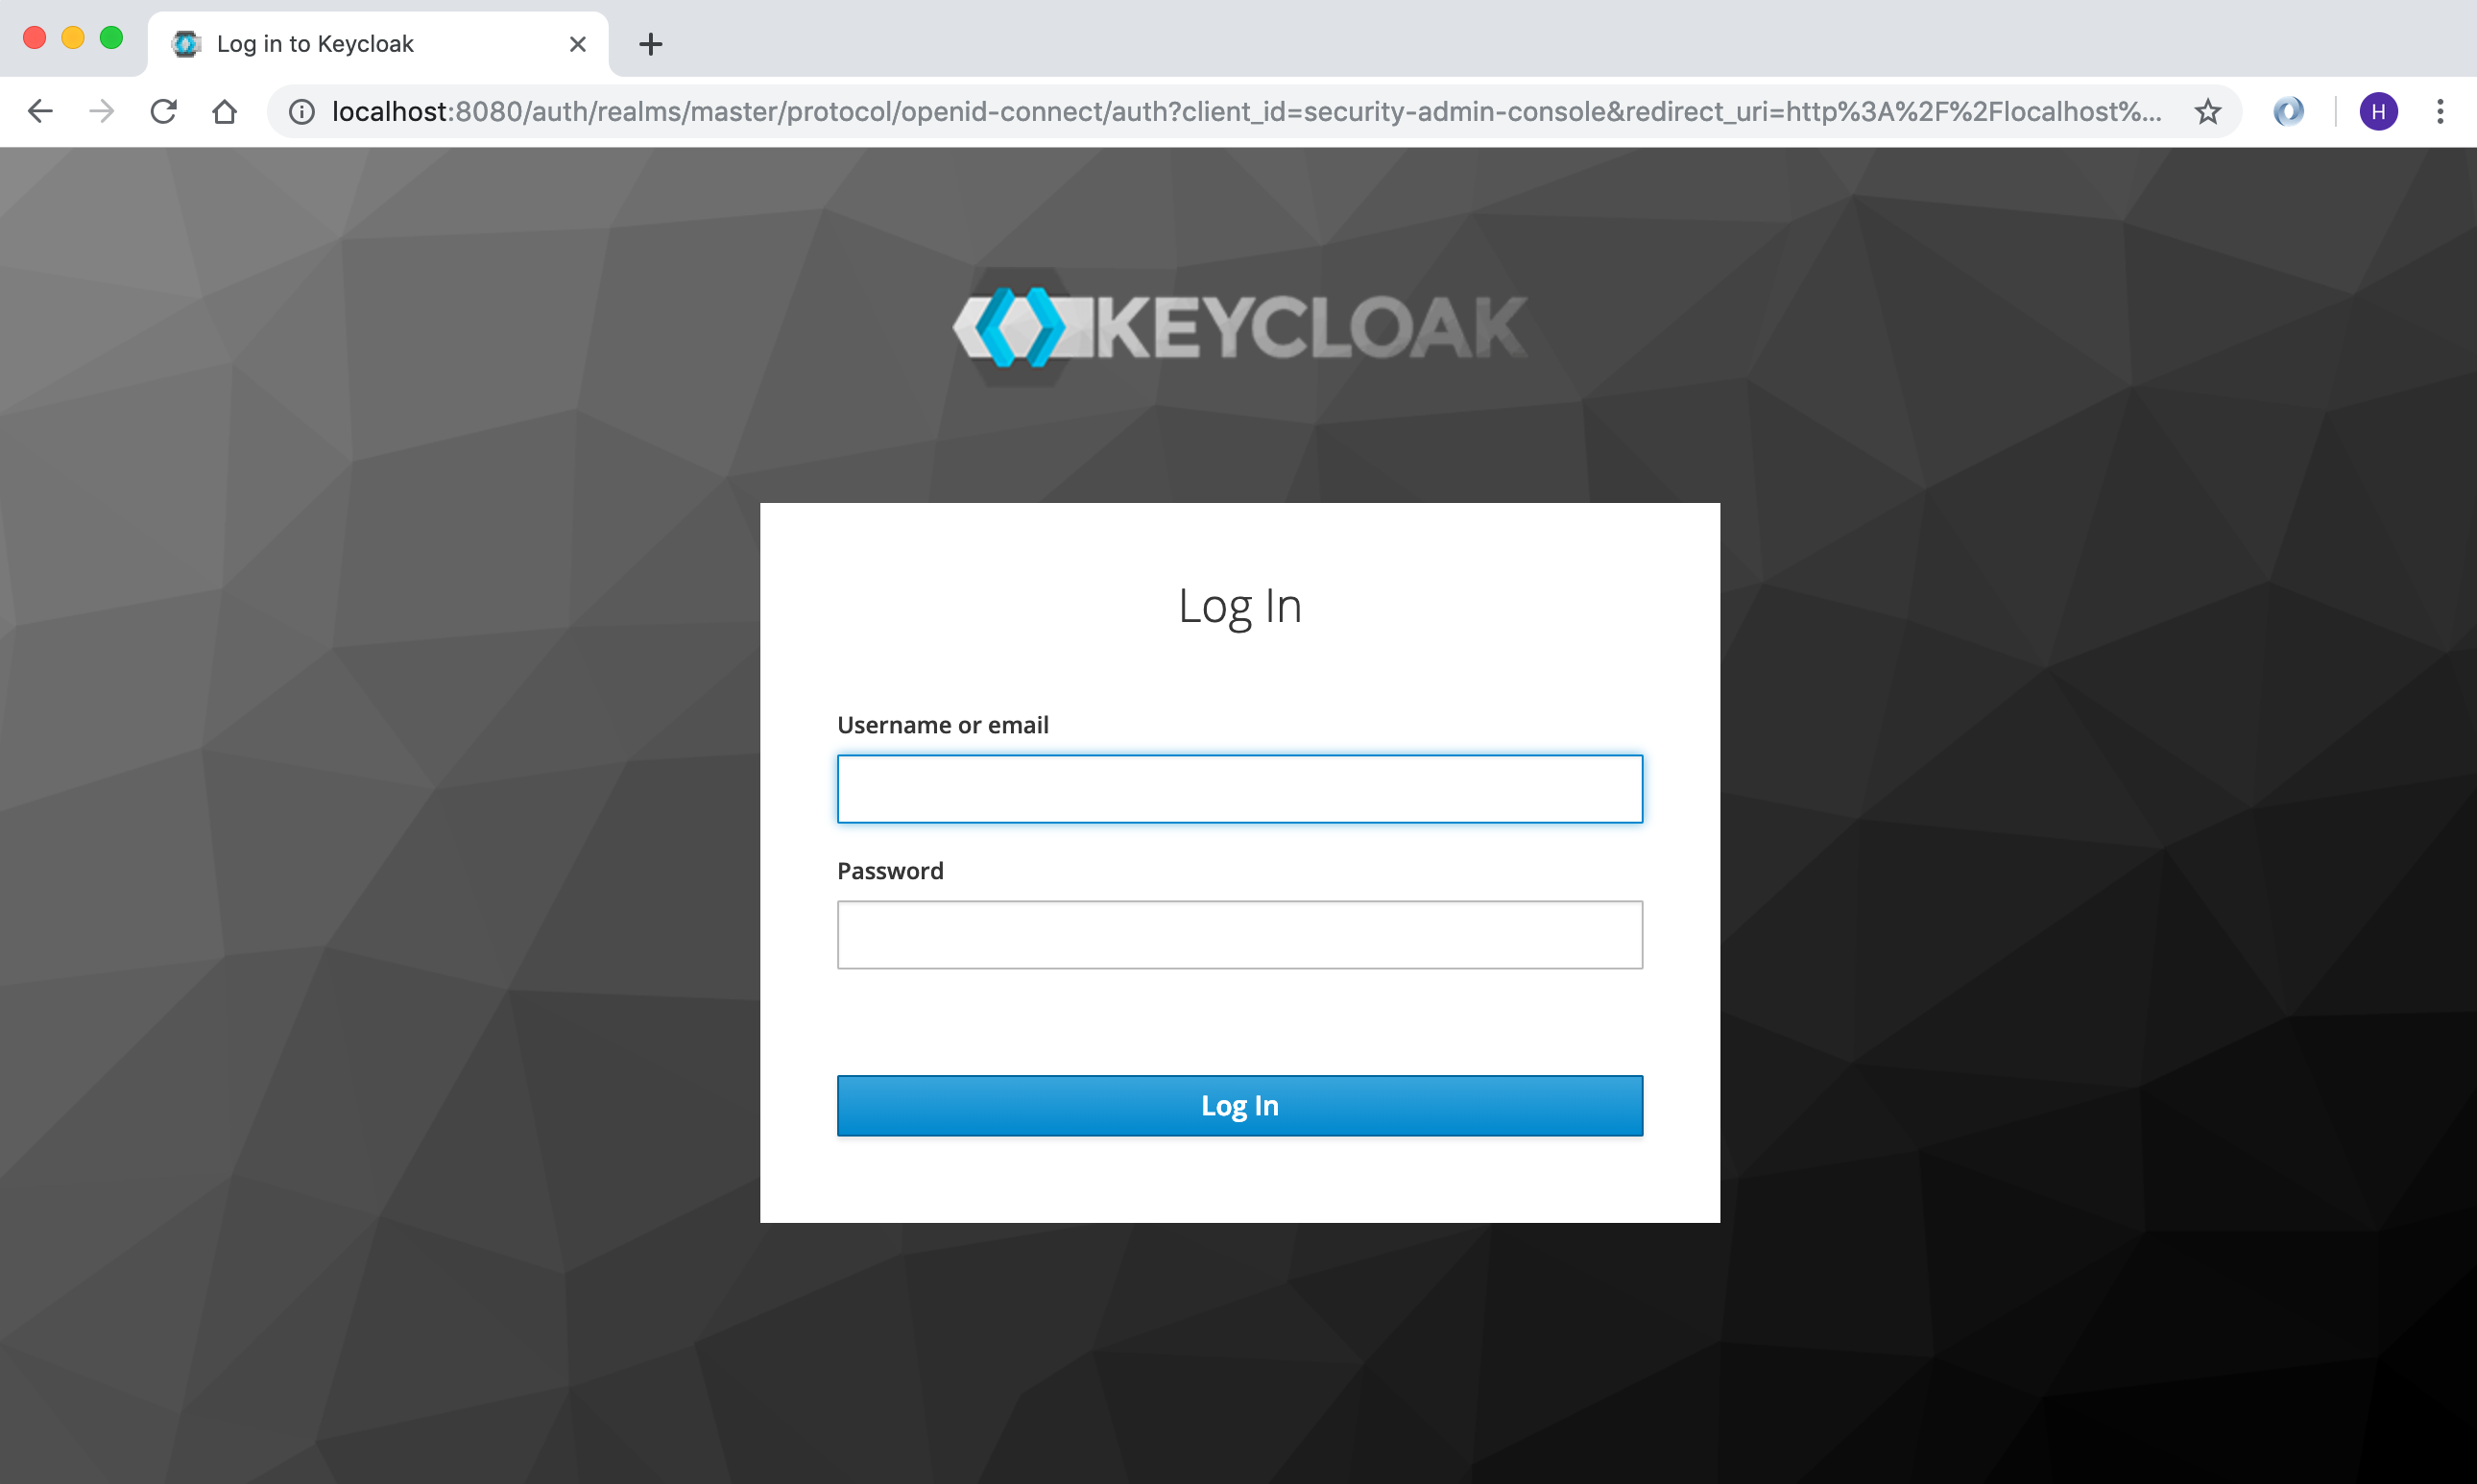 Log in to Keycloak
localhost:8080/auth/realms/master/protocol/openid-connect/auth?client_id=security-admin-console&redirect_uri=http%3A%2F%2Flocalhost%...
H
KEYCLOAK
Log In
Username or email
Password
Log In